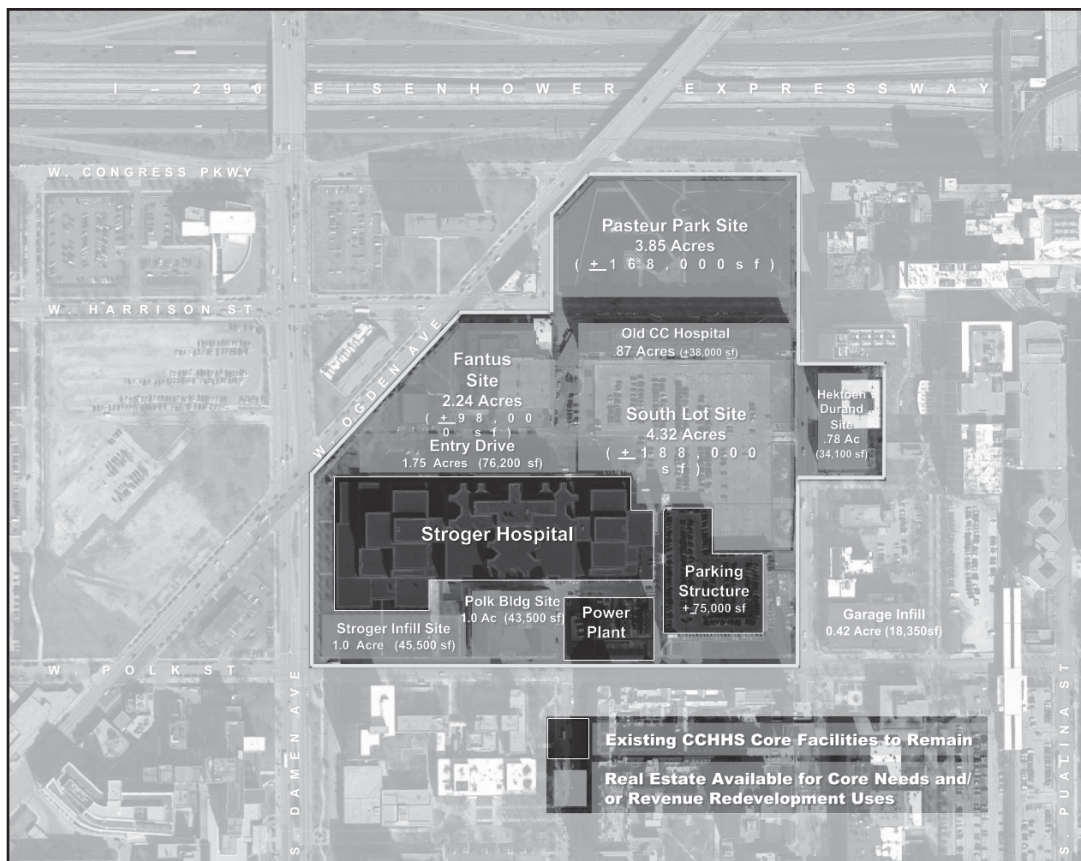 I – 290 EISENHOWER EXPRESSWAY
W. CONGRESS PKWY
Pasteur Park Site
3.85 Acres
(±168,000sf)
W. HARRISON ST
Old CC Hospital
.87 Acres (±38,000 sf)
W. OGDEN AVE
Fantus
Site
2.24 Acres
(±98,00
0 sf)
Entry Drive
1.75 Acres (76,200 sf)
South Lot Site
4.32 Acres
(±188,000
sf)
Hektoen
Durand
Site
.78 Ac
(34,100 sf)
Stroger Hospital
Parking
Structure
± 75,000 sf
Polk Bldg Site
1.0 Ac (43,500 sf)
Power
Plant
Stroger Infill Site
1.0 Acre (45,500 sf)
Garage Infill
0.42 Acre (18,350sf)
W. POLK ST
S. DAMEN AVE
S. PUALINA ST
Existing CCHHS Core Facilities to Remain
Real Estate Available for Core Needs and/
or Revenue Redevelopment Uses